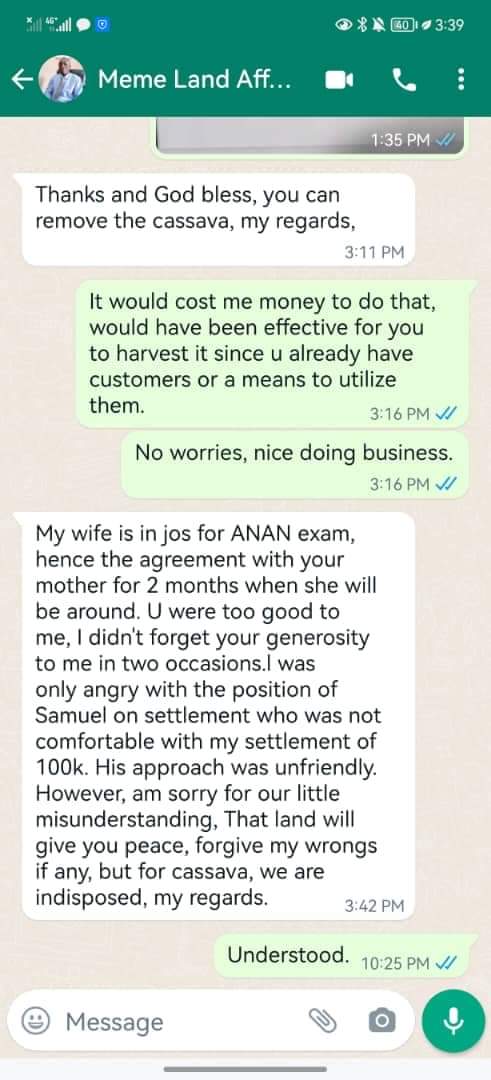 4G
40
3:39
Meme Land Aff...
1:35 PM
Thanks and God bless, you can
remove the cassava, my regards,
3:11 PM
It would cost me money to do that,
would have been effective for you
to harvest it since u already have
customers or a means to utilize
them.
3:16 PM
No worries, nice doing business.
3:16 PM
My wife is in jos for ANAN exam,
hence the agreement with your
mother for 2 months when she will
be around. U were too good to
me, I didn't forget your generosity
to me in two occasions.I was
only angry with the position of
Samuel on settlement who was not
comfortable with my settlement of
100k. His approach was unfriendly.
However, am sorry for our little
misunderstanding, That land will
give you peace, forgive my wrongs
if any, but for cassava, we are
indisposed, my regards.
3:42 PM
Understood.
10:25 PM
Message